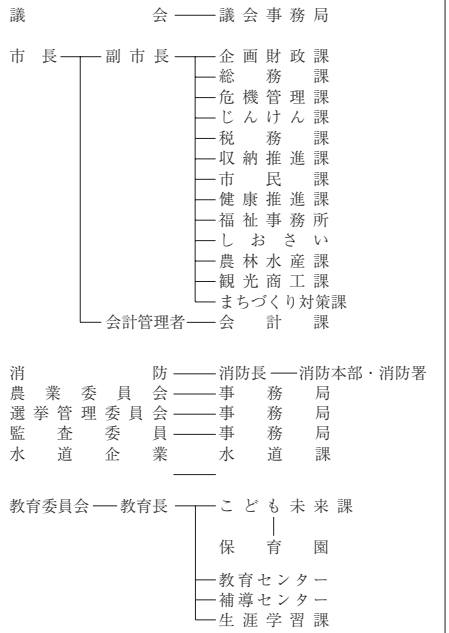 議会 議会事務局
市長 副市長 企画財政課
総務課
危機管理課
じんけん課
税務課
収納推進課
市民課
健康推進課
福祉事務所
しおさい
農林水産課
観光商工課
まちづくり対策課
会計管理者 会計課
消防 消防長 消防本部・消防署
農業委員会 事務局
選挙管理委員会 事務局
監査委員 事務局
水道企業 水道課
教育委員会 教育長 こども未来課
保育園
教育センター
補導センター
生涯学習課